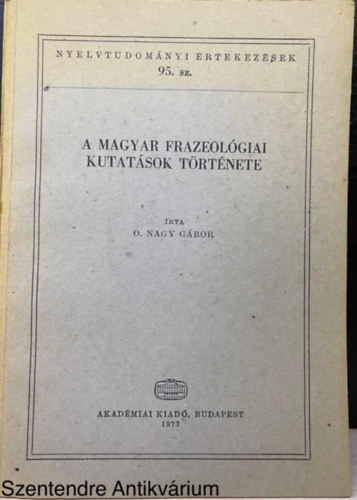 NYELVTUDOMÁNYI ÉRTEKEZÉSEK
95. sz.
A MAGYAR FRAZEOLÓGIAI
KUTATÁSOK TÖRTÉNETE
ÍRTA
O. NAGY GÁBOR
AKADÉMIAI KIADÓ, BUDAPEST
1977
Szentendre Antikvárium